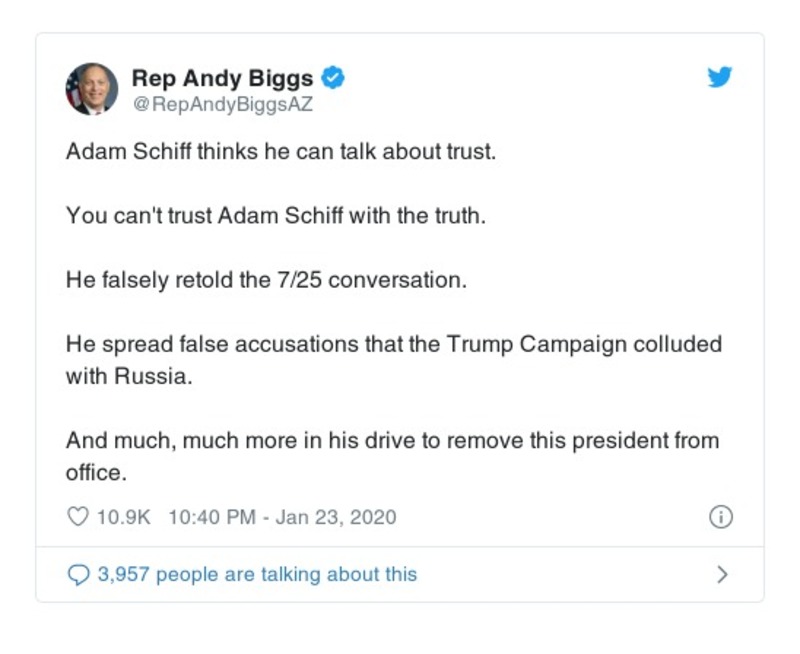 Rep Andy Biggs
@RepAndyBiggsAZ
Adam Schiff thinks he can talk about trust.
You can't trust Adam Schiff with the truth.
He falsely retold the 7/25 conversation.
He spread false accusations that the Trump Campaign colluded
with Russia.
And much, much more in his drive to remove this president from
office.
10.9K 10:40 PM - Jan 23, 2020
3,957 people are talking about this